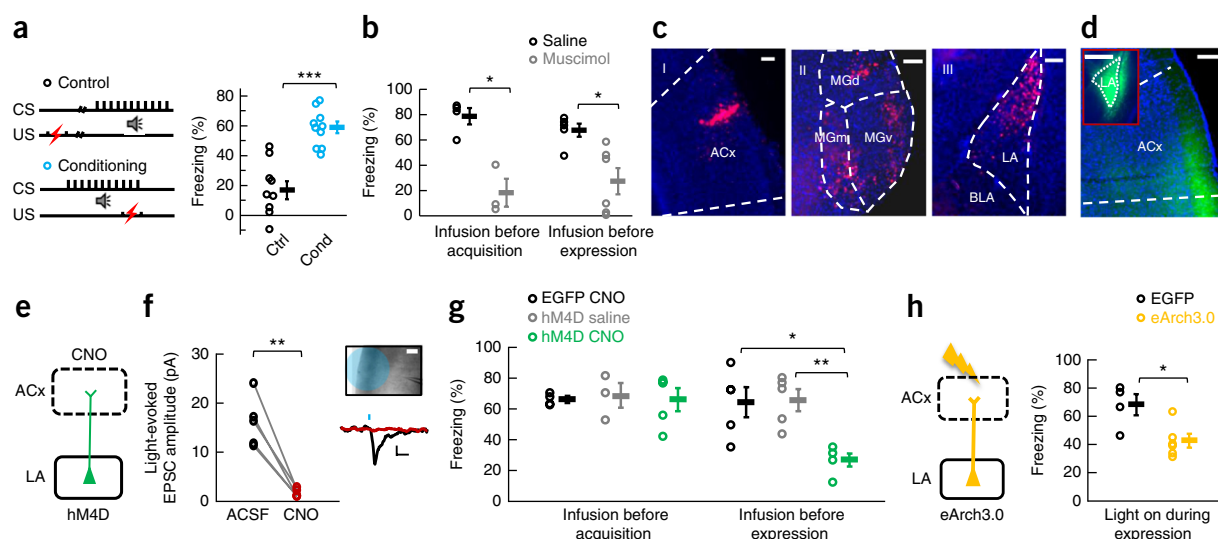 a
Control
CS
US
Conditioning
CS
US
***
Freezing (%)
80
60
40
20
0
Ctrl
Cond
b
Saline
Muscimol
Freezing (%)
100
80
60
40
20
0
*
*
Infusion before
acquisition
Infusion before
expression
c
I
ACx
II
MGd
MGm
MGv
III
LA
BLA
d
LA
ACx
e
CNO
ACx
LA
hM4D
f
Light-evoked
EPSC amplitude (pA)
30
20
10
0
**
ACSF
CNO
g
EGFP CNO
hM4D saline
hM4D CNO
Freezing (%)
100
80
60
40
20
0
*
**
Infusion before
acquisition
Infusion before
expression
h
EGFP
eArch3.0
ACx
LA
eArch3.0
Freezing (%)
100
80
60
40
20
0
*
Light on during
expression